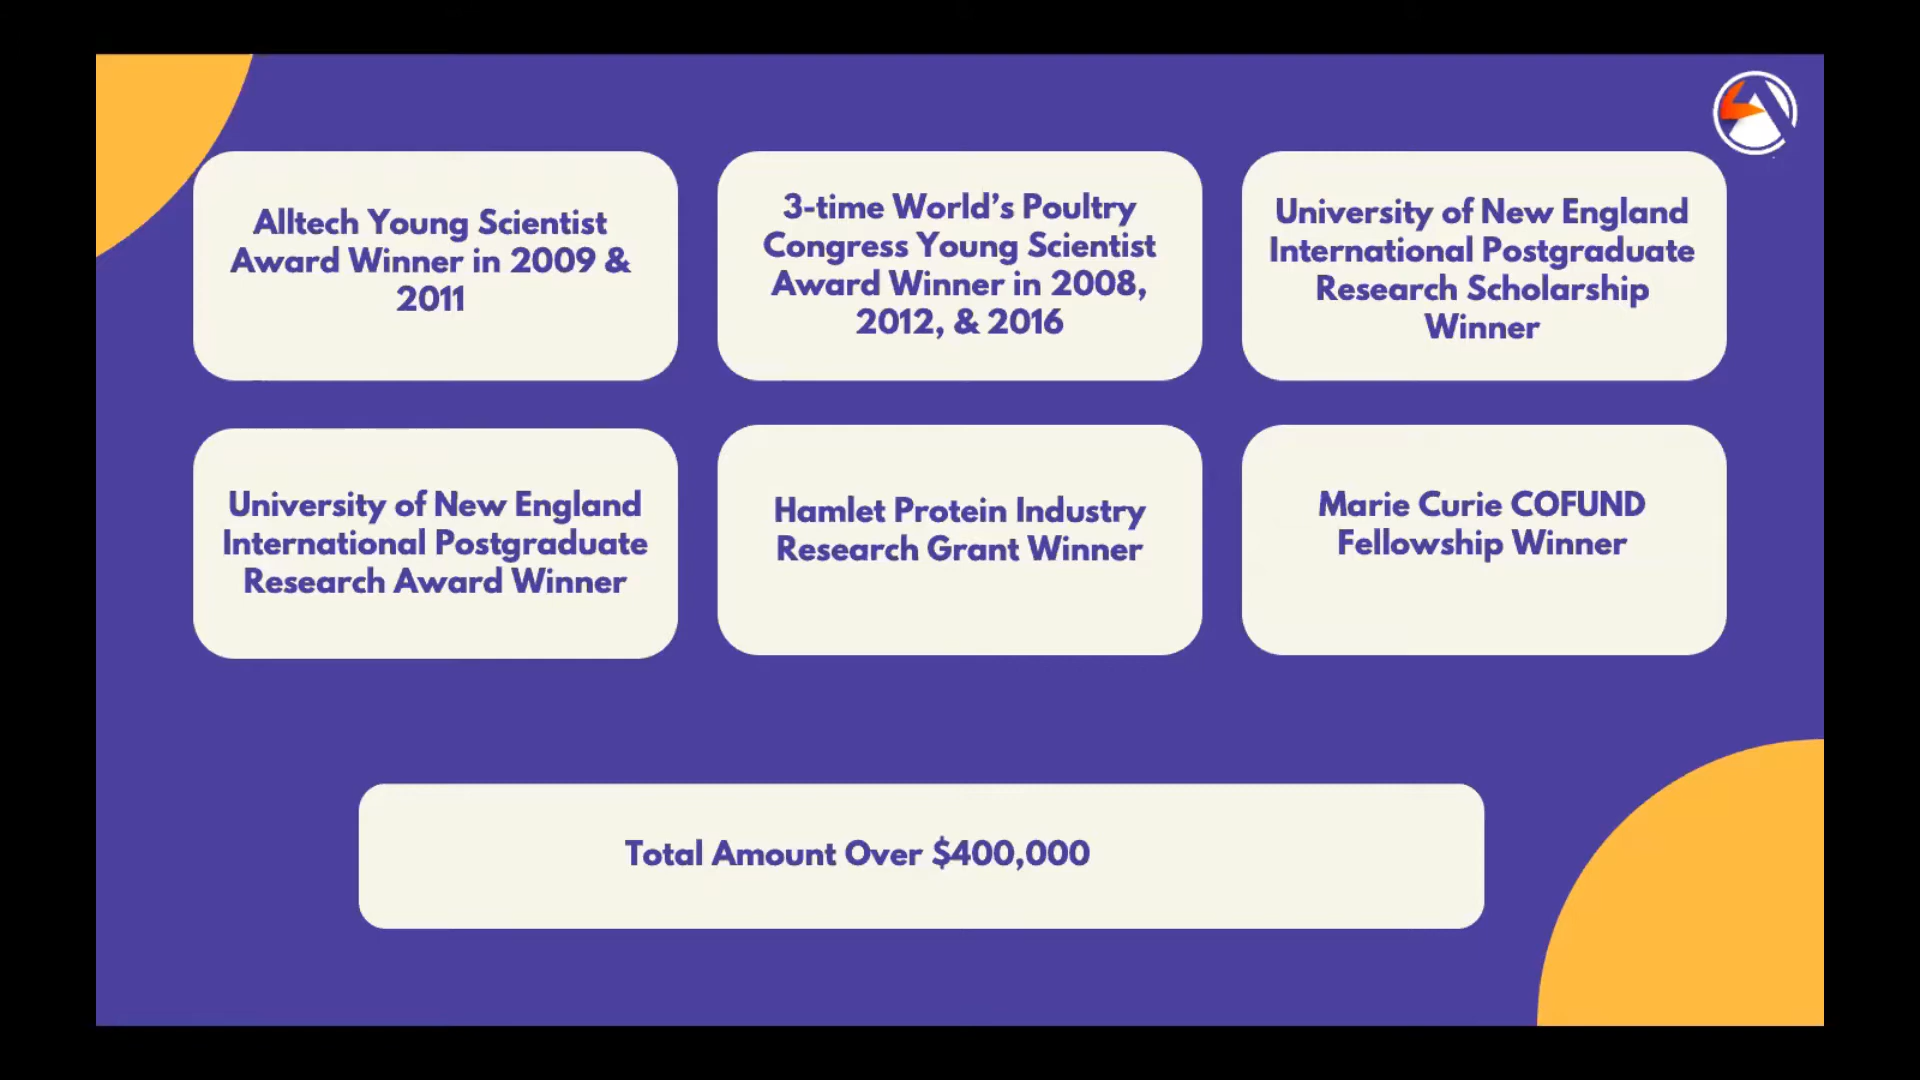 Alltech Young Scientist
Award Winner in 2009 &
2011
3-time World’s Poultry
Congress Young Scientist
Award Winner in 2008,
2012, & 2016
University of New England
International Postgraduate
Research Scholarship
Winner
University of New England
International Postgraduate
Research Award Winner
Hamlet Protein Industry
Research Grant Winner
Marie Curie COFUND
Fellowship Winner
Total Amount Over $400,000